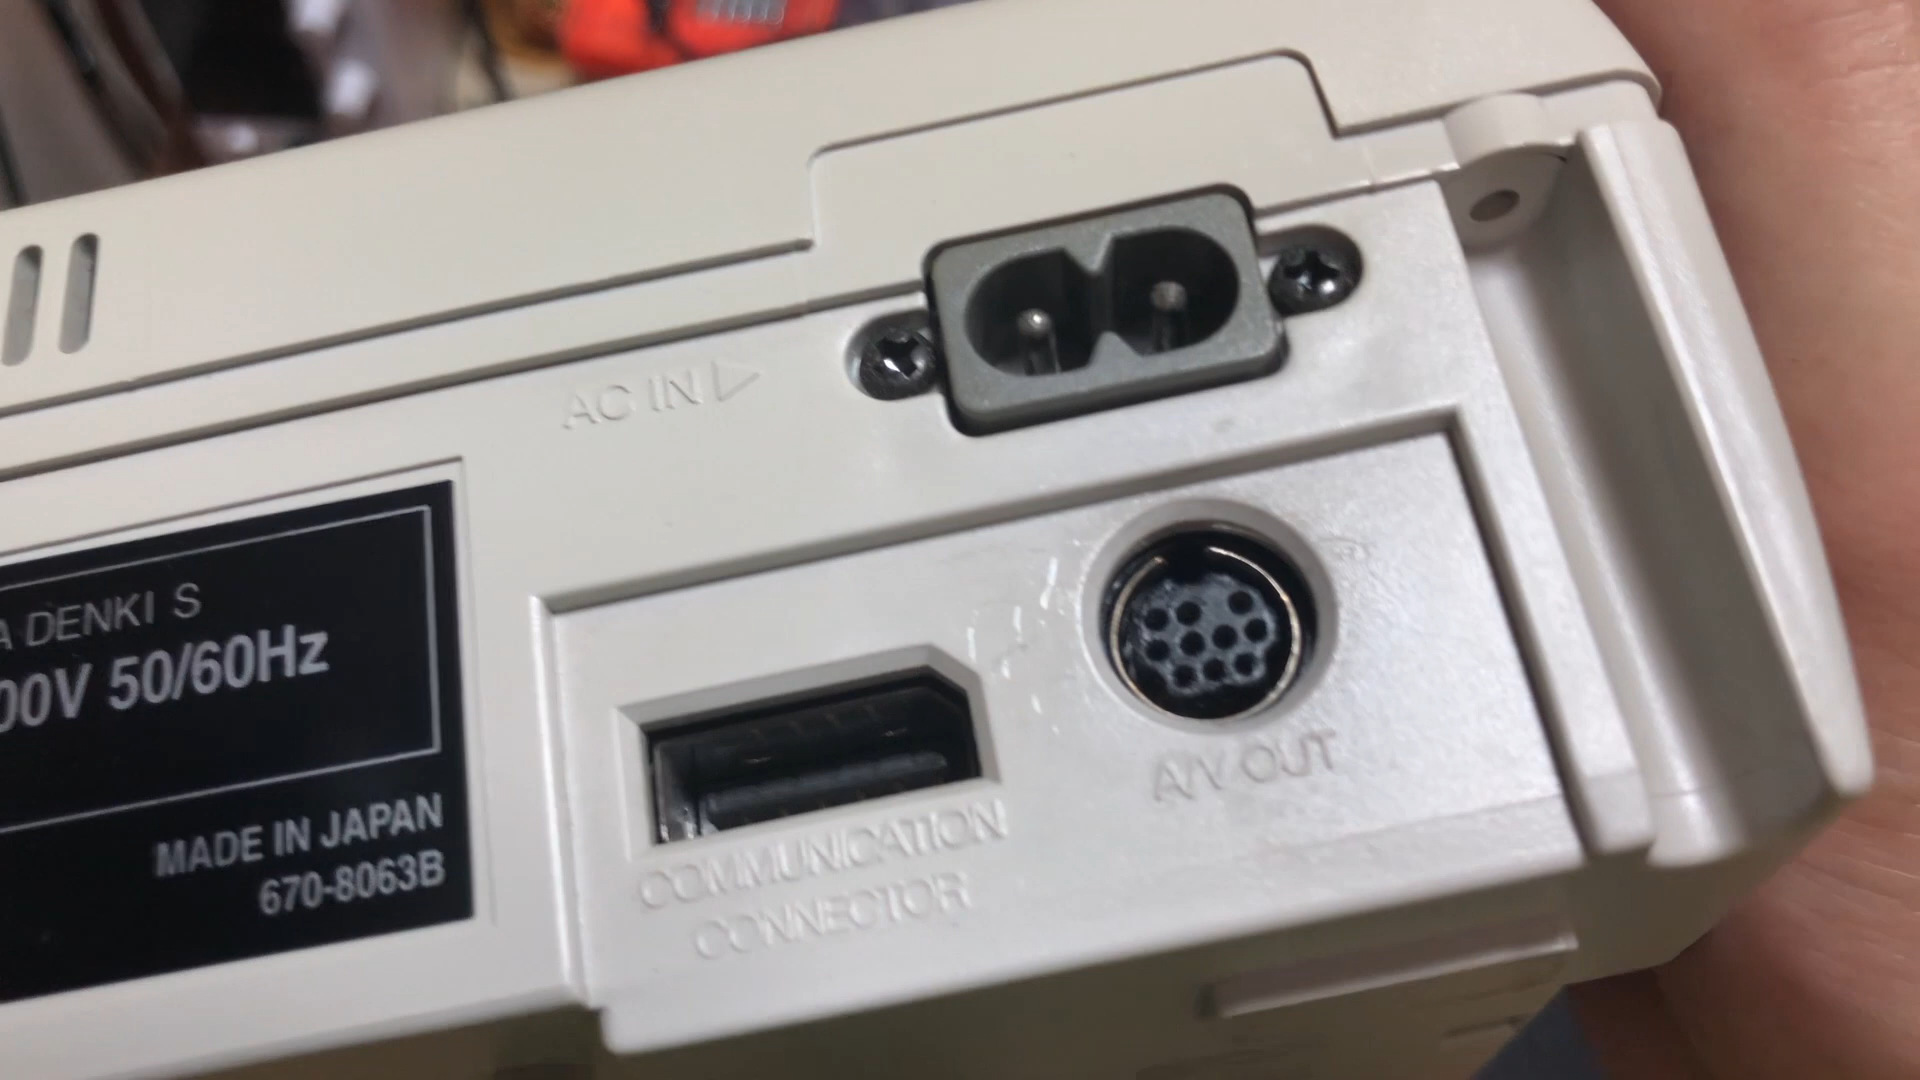 AC IN
A DENKI S
00V 50/60Hz
MADE IN JAPAN
670-8063B
COMMUNICATION
CONNECTOR
A/V OUT